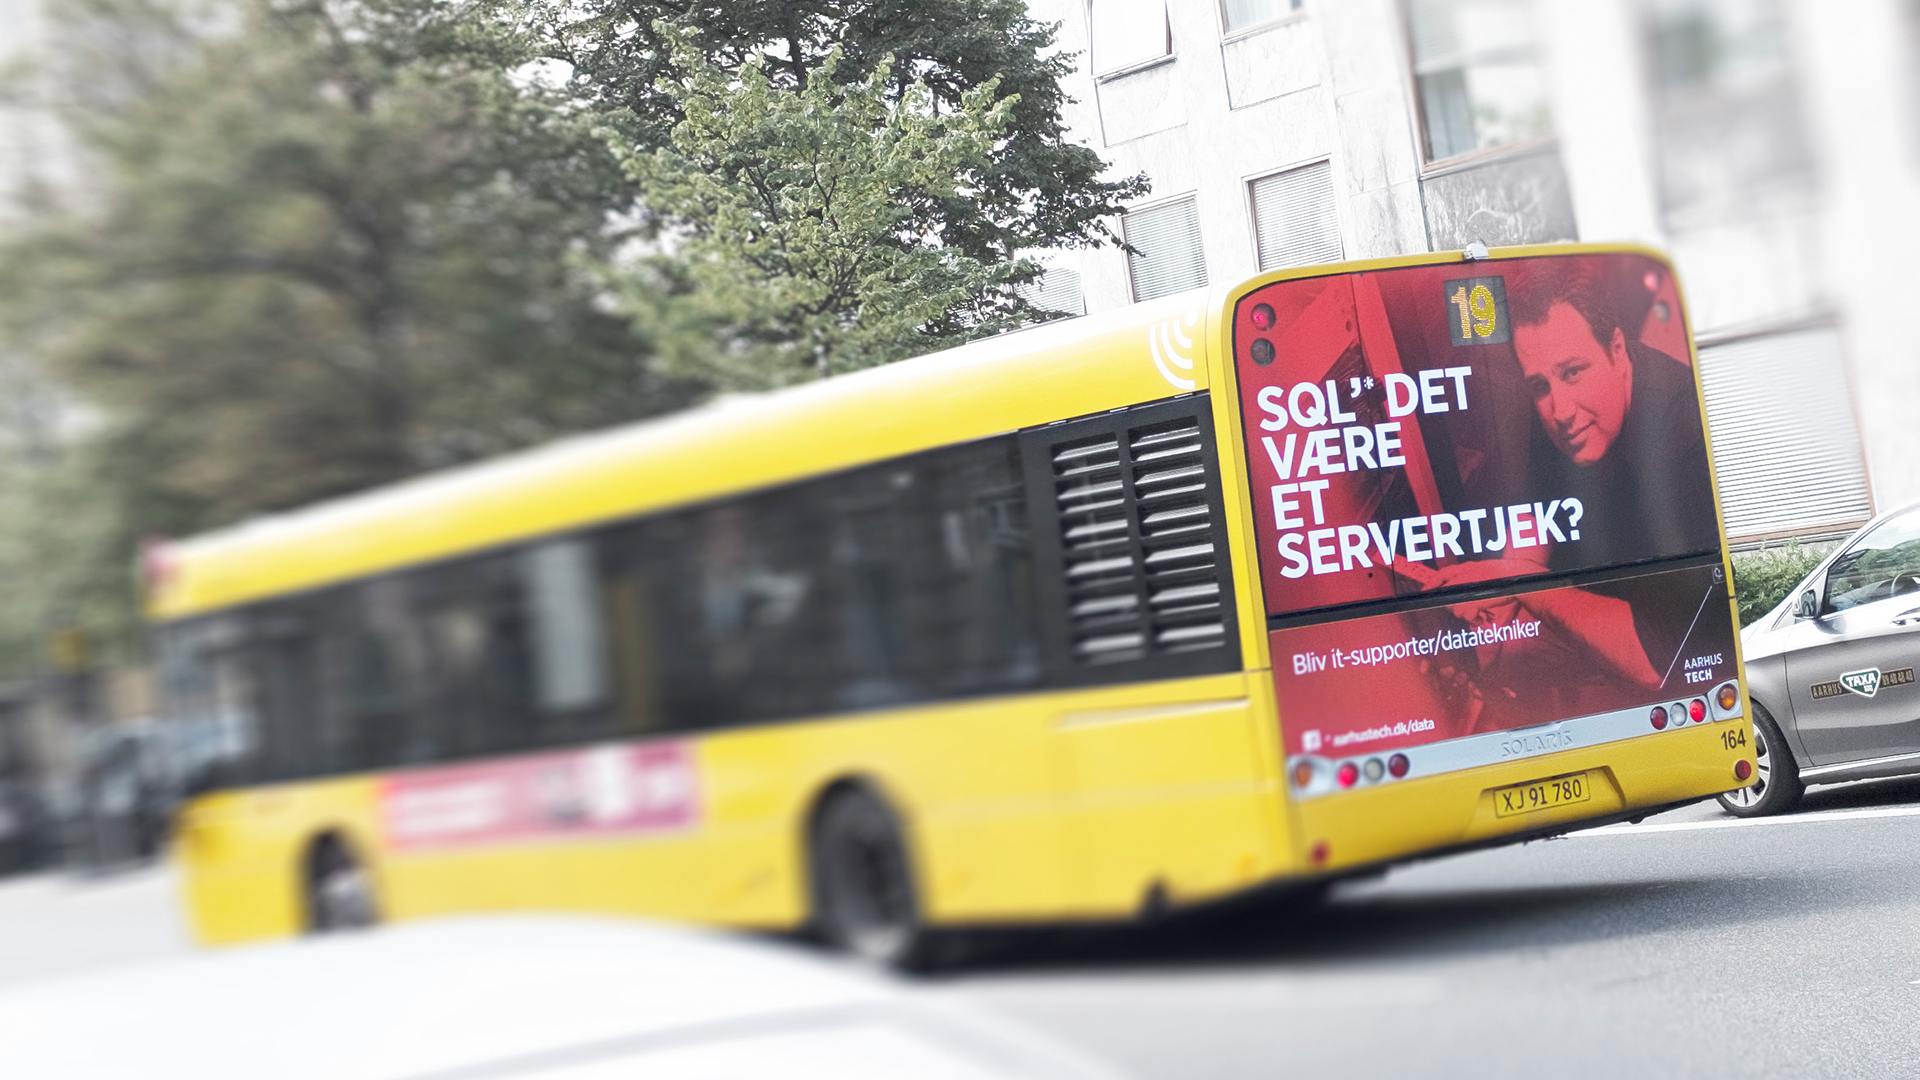 19
SQL'* DET
VÆRE
ET
SERVERTJEK?
Bliv it-supporter/datatekniker
AARHUS
TECH
* aarhustech.dk/data
SOLARIS
164
XJ 91 780
AARHUS TAXA